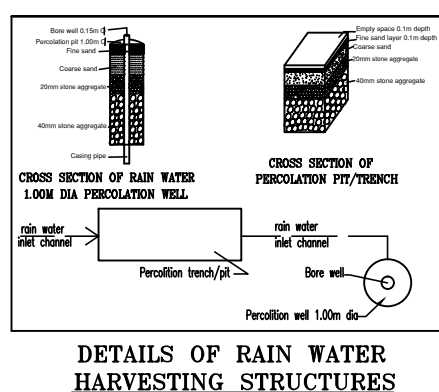 Bore well 0.15m
Percolation pit 1.00m
Fine sand
Coarse sand
20mm stone aggregate
40mm stone aggregate
Casing pipe
CROSS SECTION OF RAIN WATER
1.00M DIA PERCOLATION WELL
Empty space 0.1m depth
Fine sand layer 0.1m depth
Coarse sand
20mm stone aggregate
40mm stone aggregate
CROSS SECTION OF
PERCOLATION PIT/TRENCH
rain water
inlet channel
Percolition trench/pit
rain water
inlet channel
Bore well
Percolition well 1.00m dia
DETAILS OF RAIN WATER
HARVESTING STRUCTURES